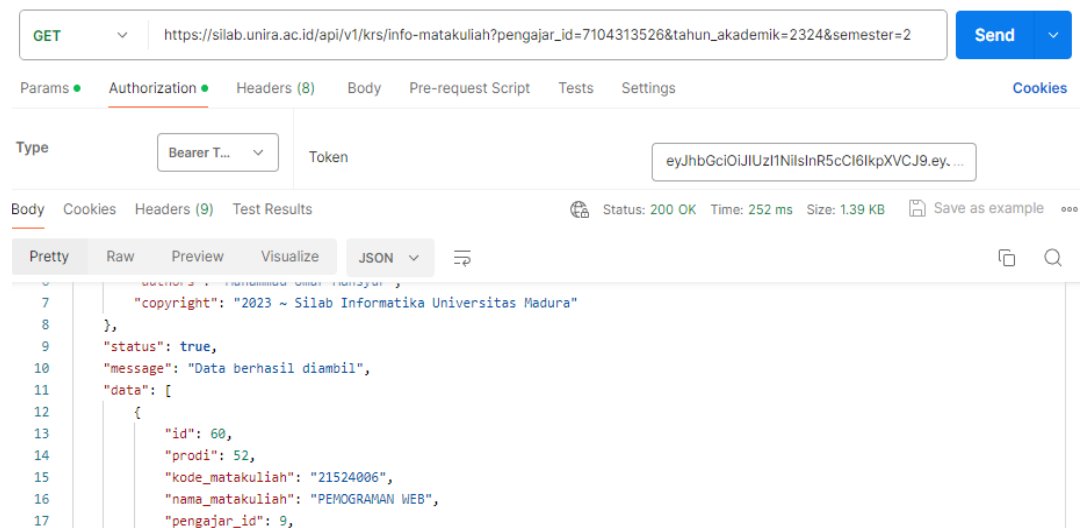 GET https://silab.unira.ac.id/api/v1/krs/info-matakuliah?pengajar_id=7104313526&tahun_akademik=2324&semester=2 Send
Params Authorization Headers (8) Body Pre-request Script Tests Settings Cookies
Type Bearer T... Token eyJhbGciOiJIUzI1NiIsInR5cCI6IkpXVCJ9.ey. ...
Body Cookies Headers (9) Test Results Status: 200 OK Time: 252 ms Size: 1.39 KB Save as example
Pretty Raw Preview Visualize JSON
7 "copyright": "2023 ~ Silab Informatika Universitas Madura"
8 },
9 "status": true,
10 "message": "Data berhasil diambil",
11 "data": [
12 {
13 "id": 60,
14 "prodi": 52,
15 "kode_matakuliah": "21524006",
16 "nama_matakuliah": "PEMOGRAMAN WEB",
17 "pengajar_id": 9,